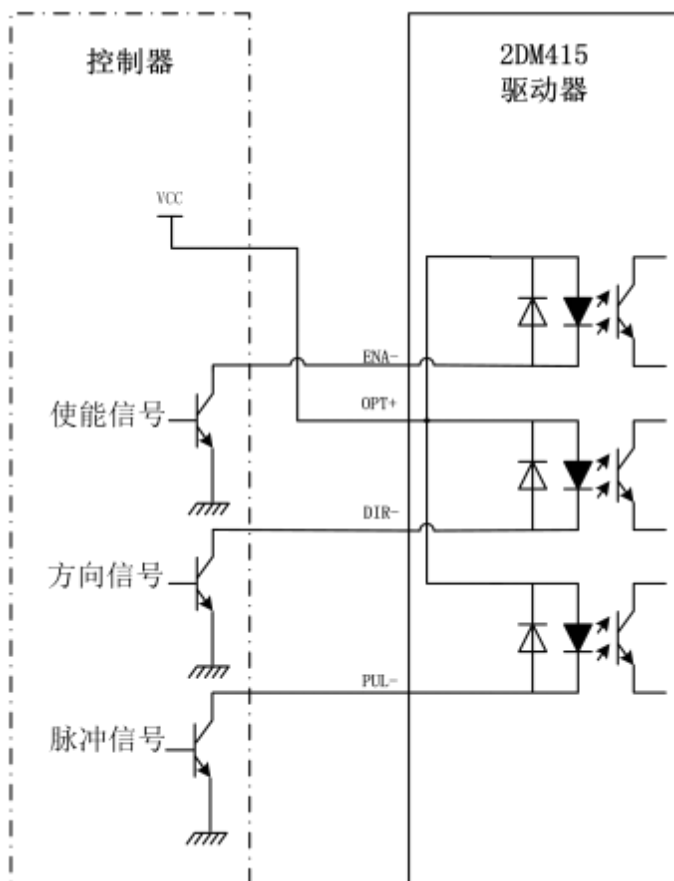 控制器
2DM415
驱动器
VCC
ENA-
使能信号
OPT+
DIR-
方向信号
PUL-
脉冲信号